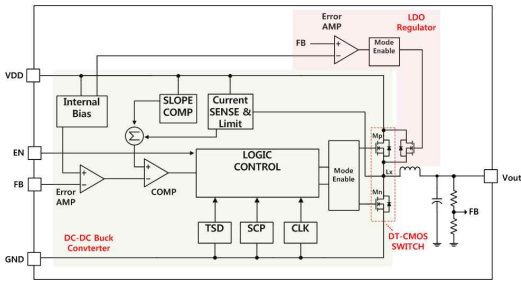 Error
AMP
LDO
Regulator
FB
Mode
Enable
VDD
Internal
Bias
SLOPE
COMP
Current
SENSE &
Limit
Σ
Mp
EN
LOGIC
CONTROL
Mode
Enable
Lx
Vout
FB
Error
AMP
COMP
Mn
FB
TSD
SCP
CLK
DC-DC Buck
Conterter
DT-CMOS
SWITCH
GND